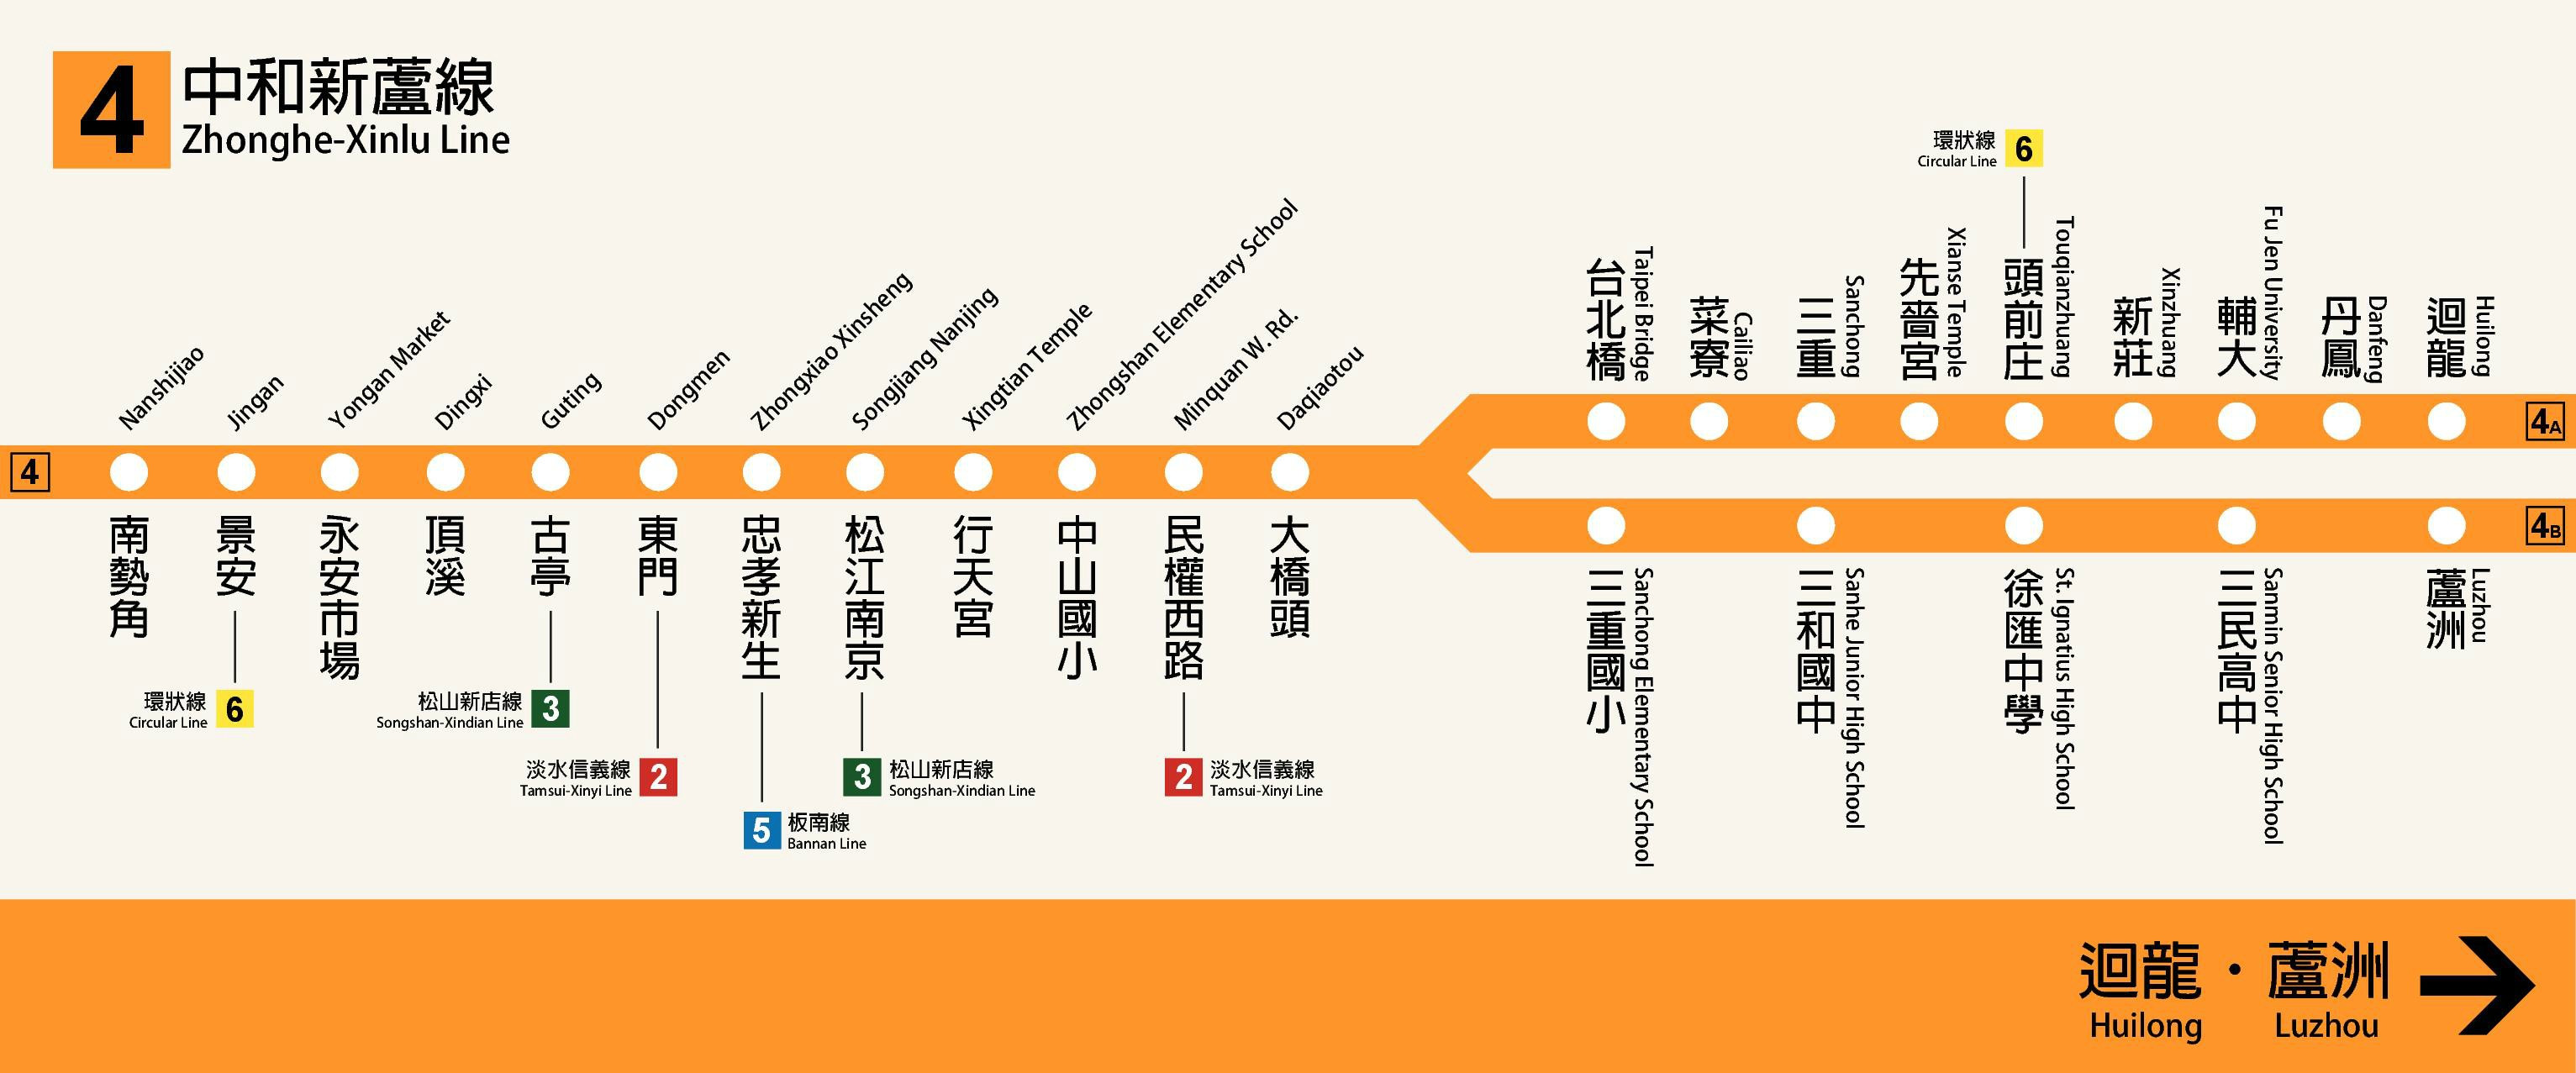 4
中和新蘆線
Zhonghe-Xinlu Line
環狀線
Circular Line
6
Nanshijiao
Jingan
Yongan Market
Dingxi
Guting
Dongmen
Zhongxiao Xinsheng
Songjiang Nanjing
Xingtian Temple
Zhongshan Elementary School
Minquan W. Rd.
Daqiaotou
台北橋
Taipei Bridge
菜寮
Cailiao
三重
Sanchong
先嗇宮
Xianse Temple
頭前庄
Touqianzhuang
新莊
Xinzhuang
輔大
Fu Jen University
丹鳳
Danfeng
迴龍
Huilong
4A
4
4B
南勢角
景安
永安市場
頂溪
古亭
東門
忠孝新生
松江南京
行天宮
中山國小
民權西路
大橋頭
三重國小
Sanchong Elementary School
三和國中
Sanhe Junior High School
徐匯中學
St. Ignatius High School
三民高中
Sanmin Senior High School
蘆洲
Luzhou
環狀線
Circular Line
6
松山新店線
Songshan-Xindian Line
3
淡水信義線
Tamsui-Xinyi Line
2
5
板南線
Bannan Line
3
松山新店線
Songshan-Xindian Line
2
淡水信義線
Tamsui-Xinyi Line
迴龍・蘆洲
Huilong Luzhou